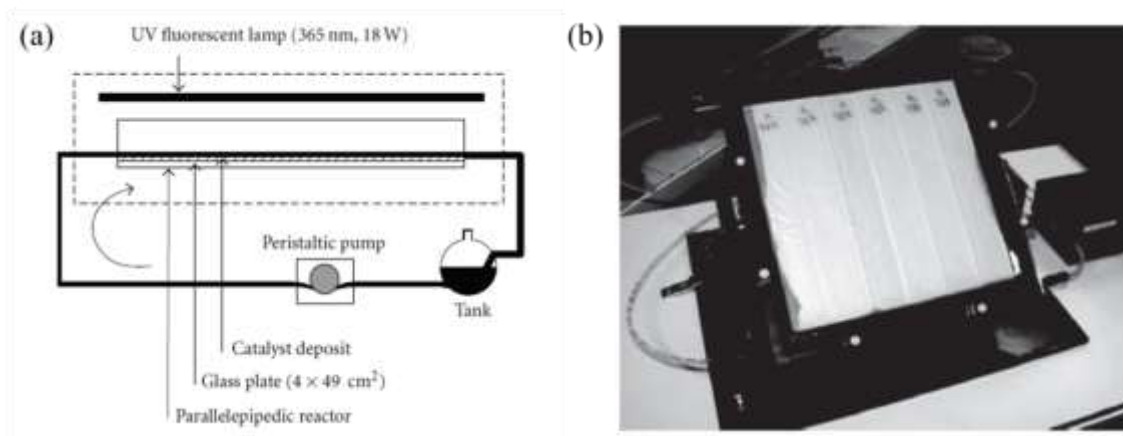 (a)
UV fluorescent lamp (365 nm, 18 W)
Peristaltic pump
Tank
Catalyst deposit
Glass plate (4 × 49 cm²)
Parallelepipedic reactor
(b)